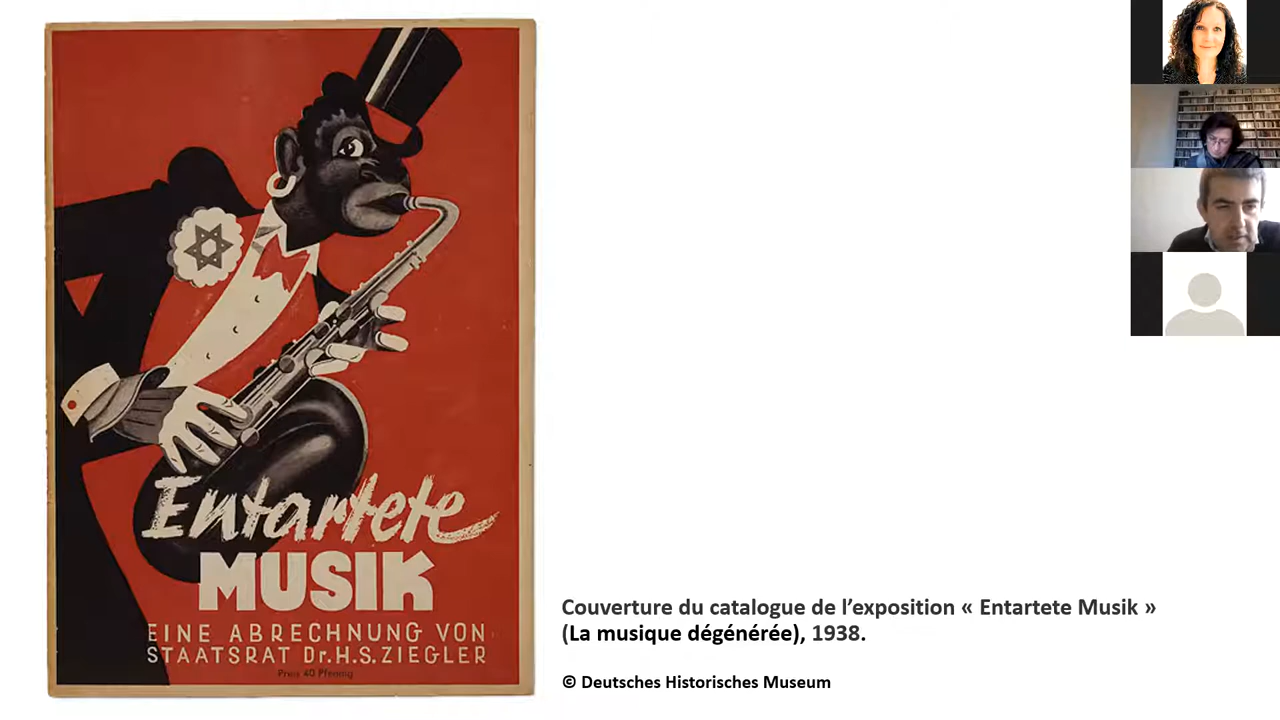 Entartete
MUSIK
EINE ABRECHNUNG VON
STAATSRAT Dr.H.S.ZIEGLER
Preis 40 Pfennig
Couverture du catalogue de l’exposition « Entartete Musik »
(La musique dégénérée), 1938.
© Deutsches Historisches Museum